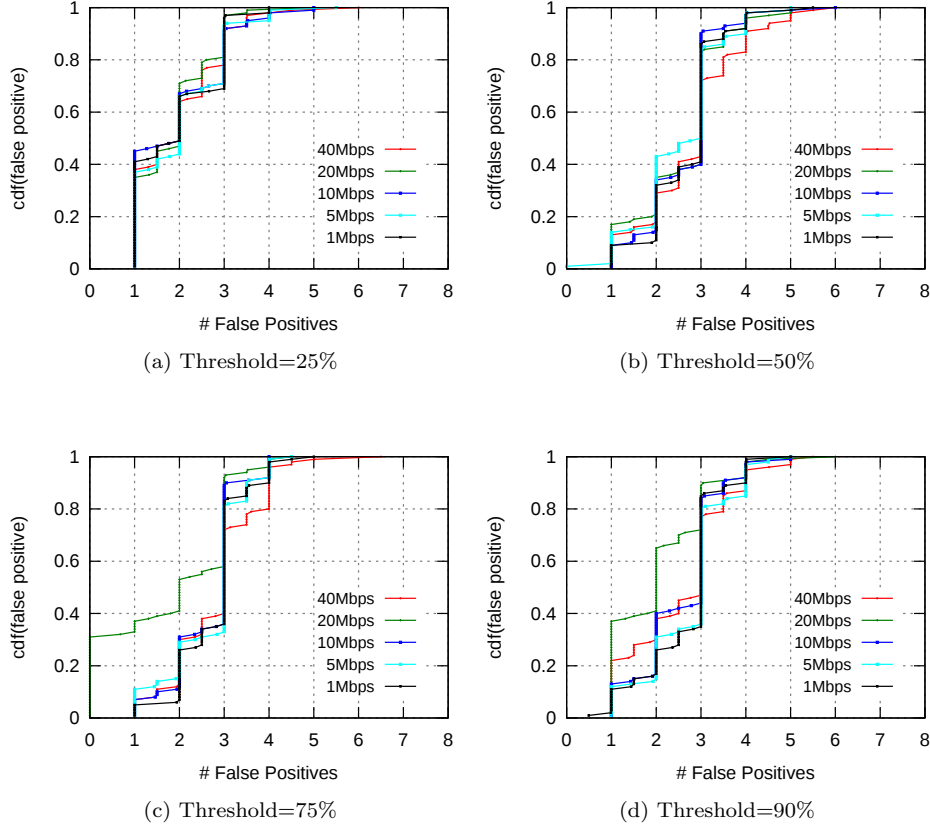 cdf(false positive)
1
0.8
0.6
0.4
0.2
0
40Mbps
20Mbps
10Mbps
5Mbps
1Mbps
0 1 2 3 4 5 6 7 8
# False Positives
(a) Threshold=25%
cdf(false positive)
1
0.8
0.6
0.4
0.2
0
40Mbps
20Mbps
10Mbps
5Mbps
1Mbps
0 1 2 3 4 5 6 7 8
# False Positives
(b) Threshold=50%
cdf(false positive)
1
0.8
0.6
0.4
0.2
0
40Mbps
20Mbps
10Mbps
5Mbps
1Mbps
0 1 2 3 4 5 6 7 8
# False Positives
(c) Threshold=75%
cdf(false positive)
1
0.8
0.6
0.4
0.2
0
40Mbps
20Mbps
10Mbps
5Mbps
1Mbps
0 1 2 3 4 5 6 7 8
# False Positives
(d) Threshold=90%